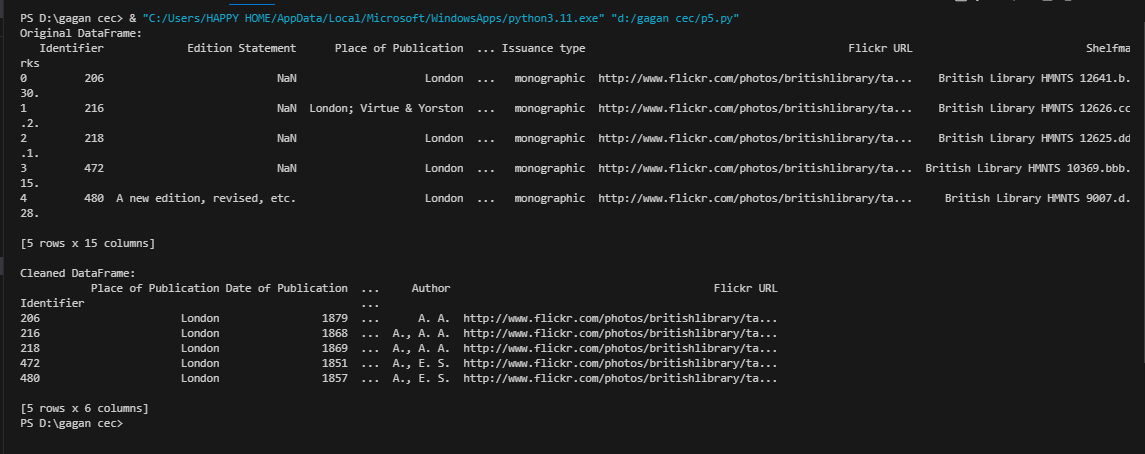 PS D:\gagan cec> & "C:/Users/HAPPY HOME/AppData/Local/Microsoft/WindowsApps/python3.11.exe" "d:/gagan cec/p5.py"
Original DataFrame:
   Identifier             Edition Statement      Place of Publication  ... Issuance type                                         Flickr URL                           Shelfma
rks
0         206                           NaN                    London  ...   monographic  http://www.flickr.com/photos/britishlibrary/ta...    British Library HMNTS 12641.b.
30.
1         216                           NaN  London; Virtue & Yorston  ...   monographic  http://www.flickr.com/photos/britishlibrary/ta...    British Library HMNTS 12626.cc
.2.
2         218                           NaN                    London  ...   monographic  http://www.flickr.com/photos/britishlibrary/ta...    British Library HMNTS 12625.dd
.1.
3         472                           NaN                    London  ...   monographic  http://www.flickr.com/photos/britishlibrary/ta...  British Library HMNTS 10369.bbb.
15.
4         480  A new edition, revised, etc.                    London  ...   monographic  http://www.flickr.com/photos/britishlibrary/ta...     British Library HMNTS 9007.d.
28.

[5 rows x 15 columns]

Cleaned DataFrame:
           Place of Publication Date of Publication  ...     Author                                         Flickr URL
Identifier                                          ...
206                      London                1879  ...      A. A.  http://www.flickr.com/photos/britishlibrary/ta...
216                      London                1868  ...  A., A. A.  http://www.flickr.com/photos/britishlibrary/ta...
218                      London                1869  ...  A., A. A.  http://www.flickr.com/photos/britishlibrary/ta...
472                      London                1851  ...  A., E. S.  http://www.flickr.com/photos/britishlibrary/ta...
480                      London                1857  ...  A., E. S.  http://www.flickr.com/photos/britishlibrary/ta...

[5 rows x 6 columns]
PS D:\gagan cec>